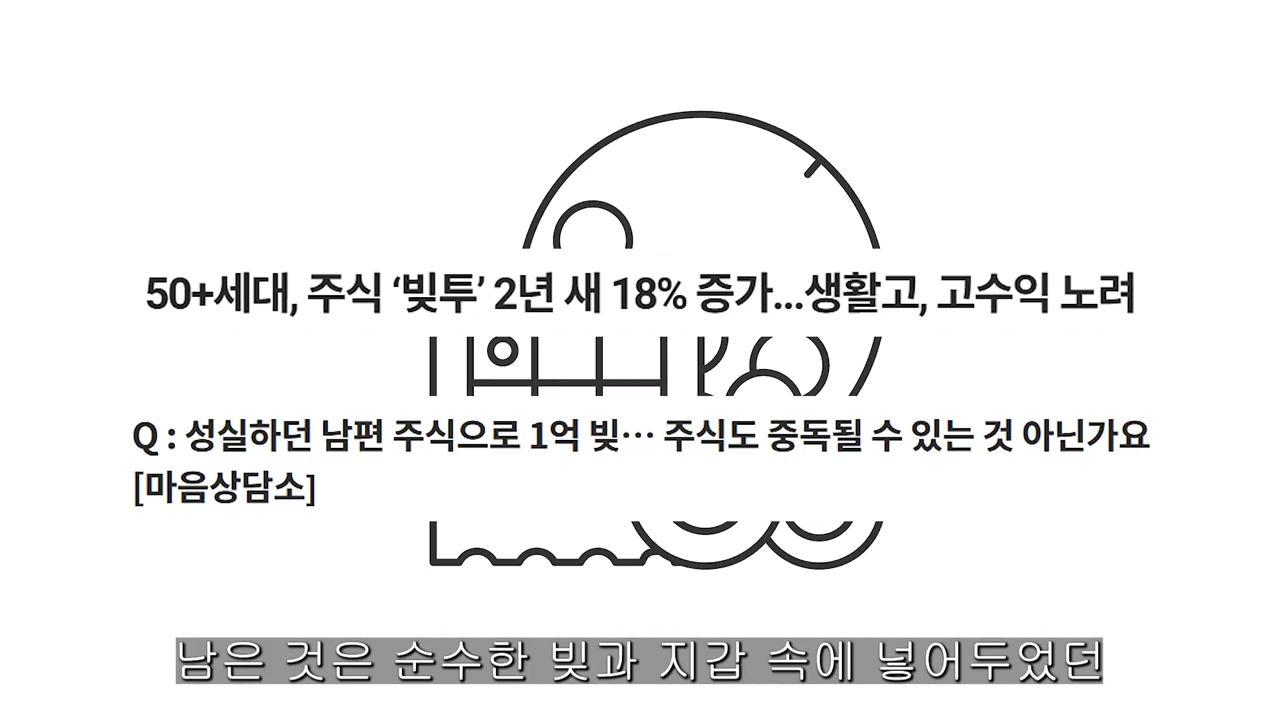 50+세대, 주식 ‘빚투’ 2년 새 18% 증가...생활고, 고수익 노려
Q : 성실하던 남편 주식으로 1억 빚… 주식도 중독될 수 있는 것 아닌가요
[마음상담소]
남은 것은 순수한 빚과 지갑 속에 넣어두었던